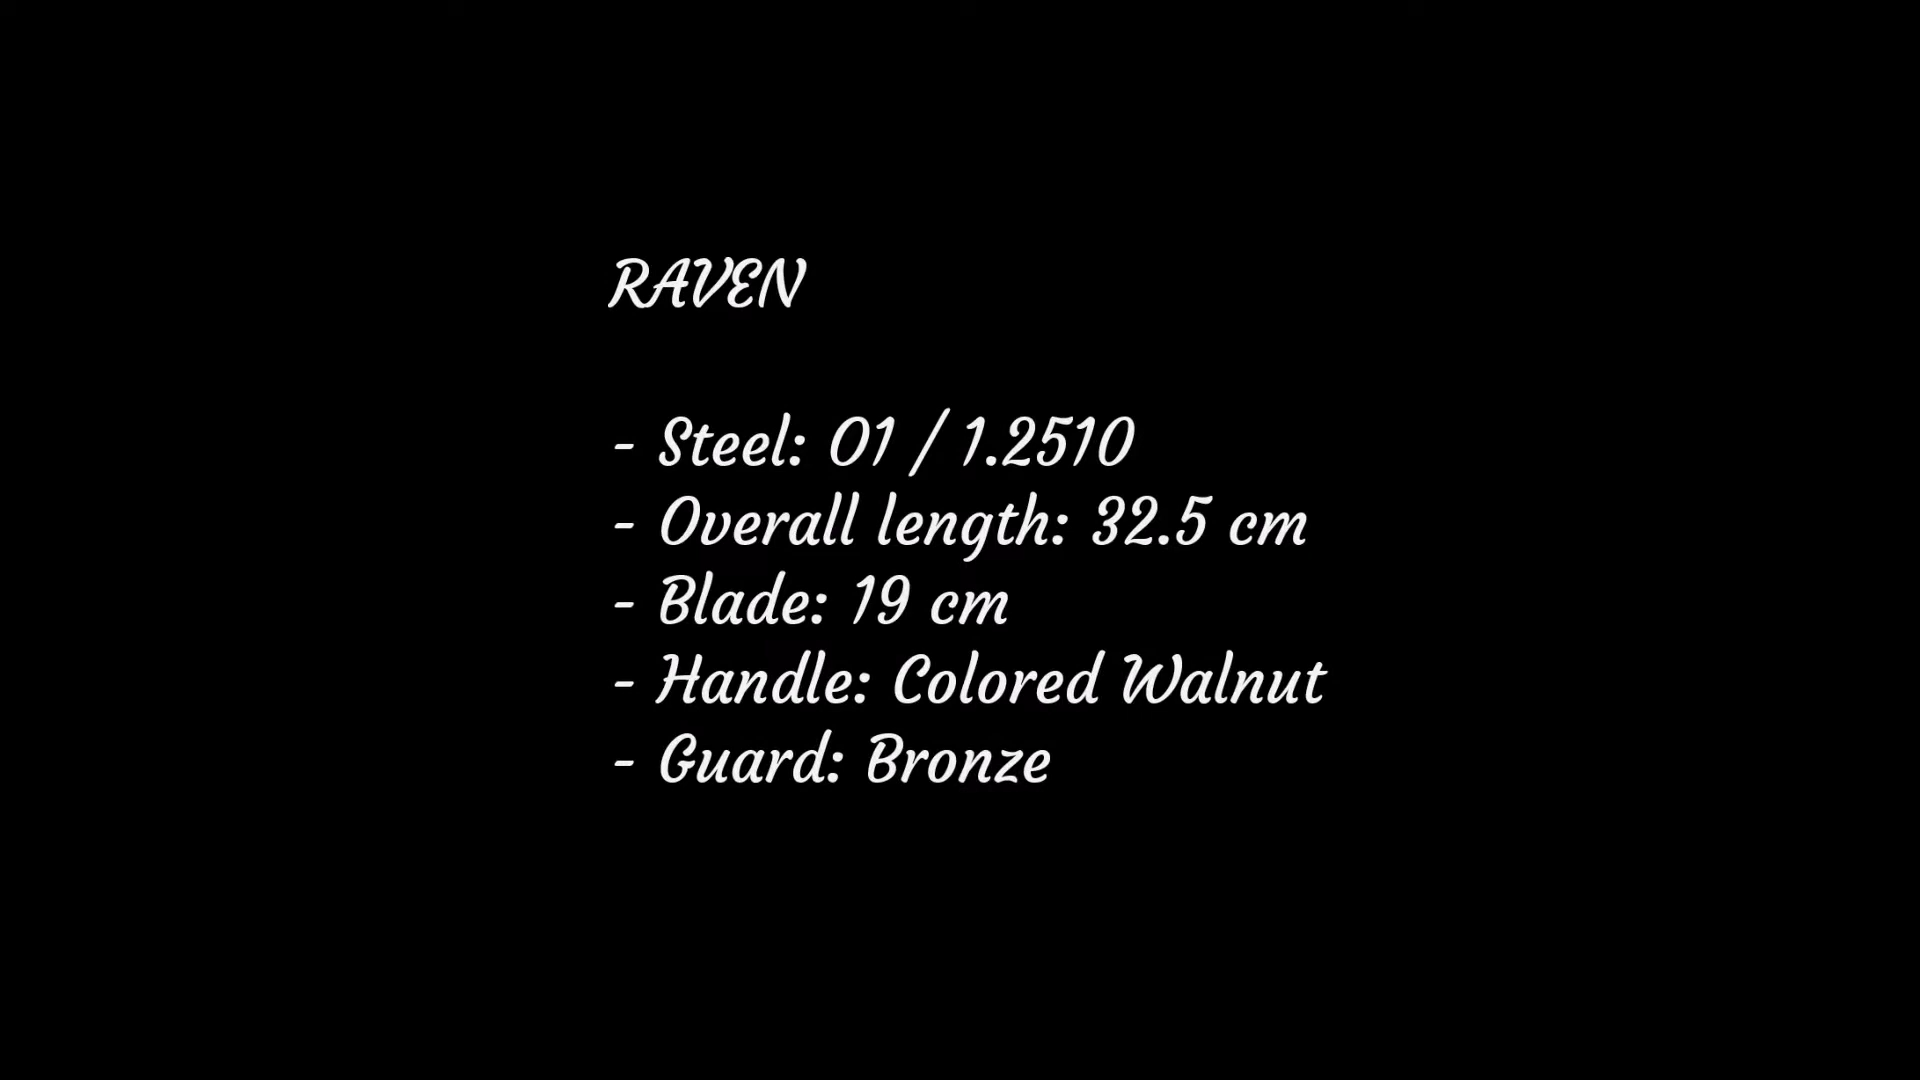 RAVEN
- Steel: O1 / 1.2510
- Overall length: 32.5 cm
- Blade: 19 cm
- Handle: Colored Walnut
- Guard: Bronze